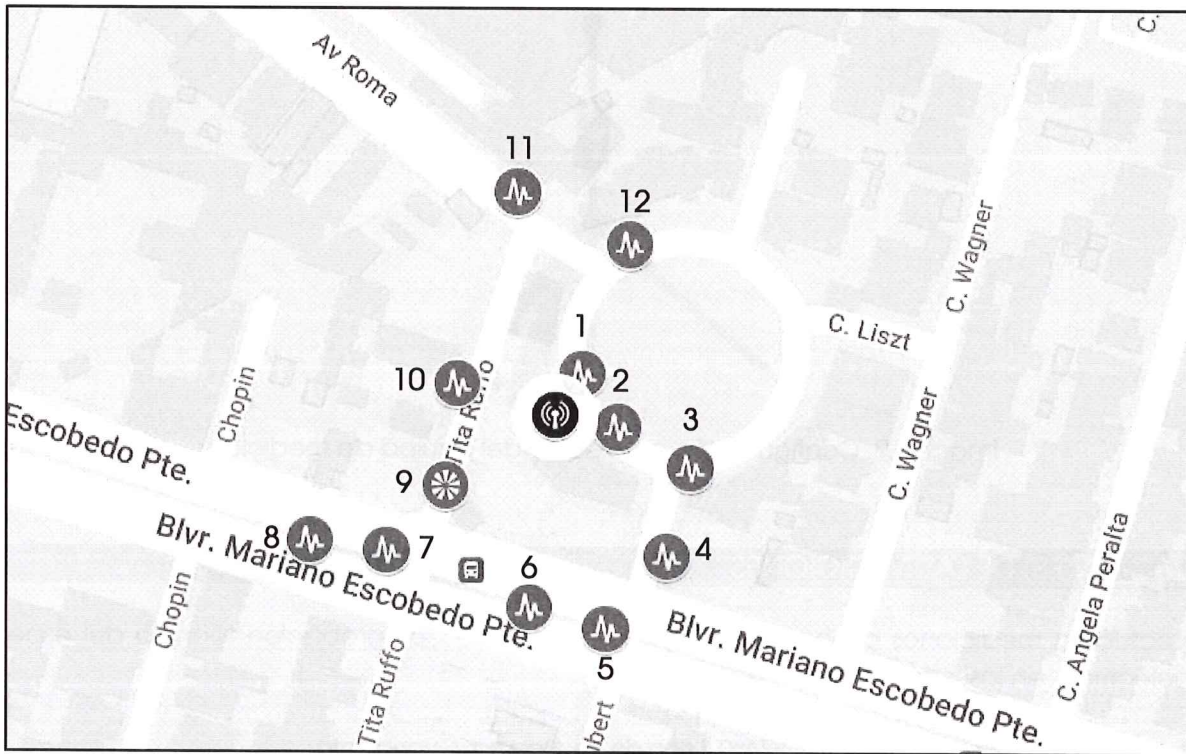 C.
Av Roma
11
12
C. Wagner
1
C. Liszt
10
2
Chopin
3
Tita Ruffo
C. Wagner
Escobedo Pte.
9
8
7
Blvr. Mariano Escobedo Pte.
6
4
C. Angela Peralta
Chopin
Tita Ruffo
5
Blvr. Mariano Escobedo Pte.
ubert